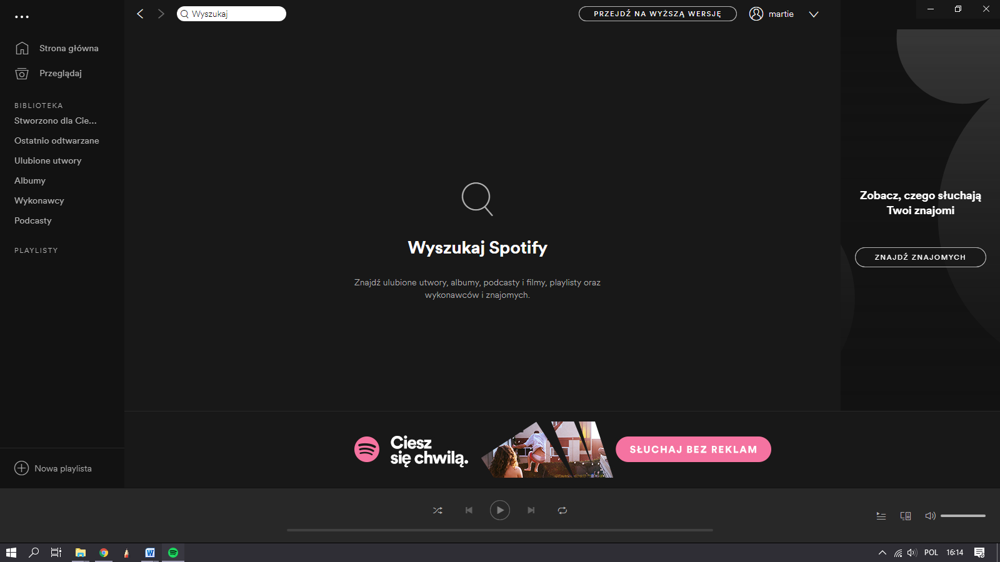 Wyszukaj
PRZEJDŹ NA WYŻSZĄ WERSJĘ
martie
Strona główna
Przeglądaj
BIBLIOTEKA
Stworzono dla Cie...
Ostatnio odtwarzane
Ulubione utwory
Albumy
Wykonawcy
Podcasty
PLAYLISTY
Nowa playlista
Wyszukaj Spotify
Znajdź ulubione utwory, albumy, podcasty i filmy, playlisty oraz
wykonawców i znajomych.
Zobacz, czego słuchają
Twoi znajomi
ZNAJDŹ ZNAJOMYCH
Ciesz
się chwilą.
SŁUCHAJ BEZ REKLAM
POL
16:14